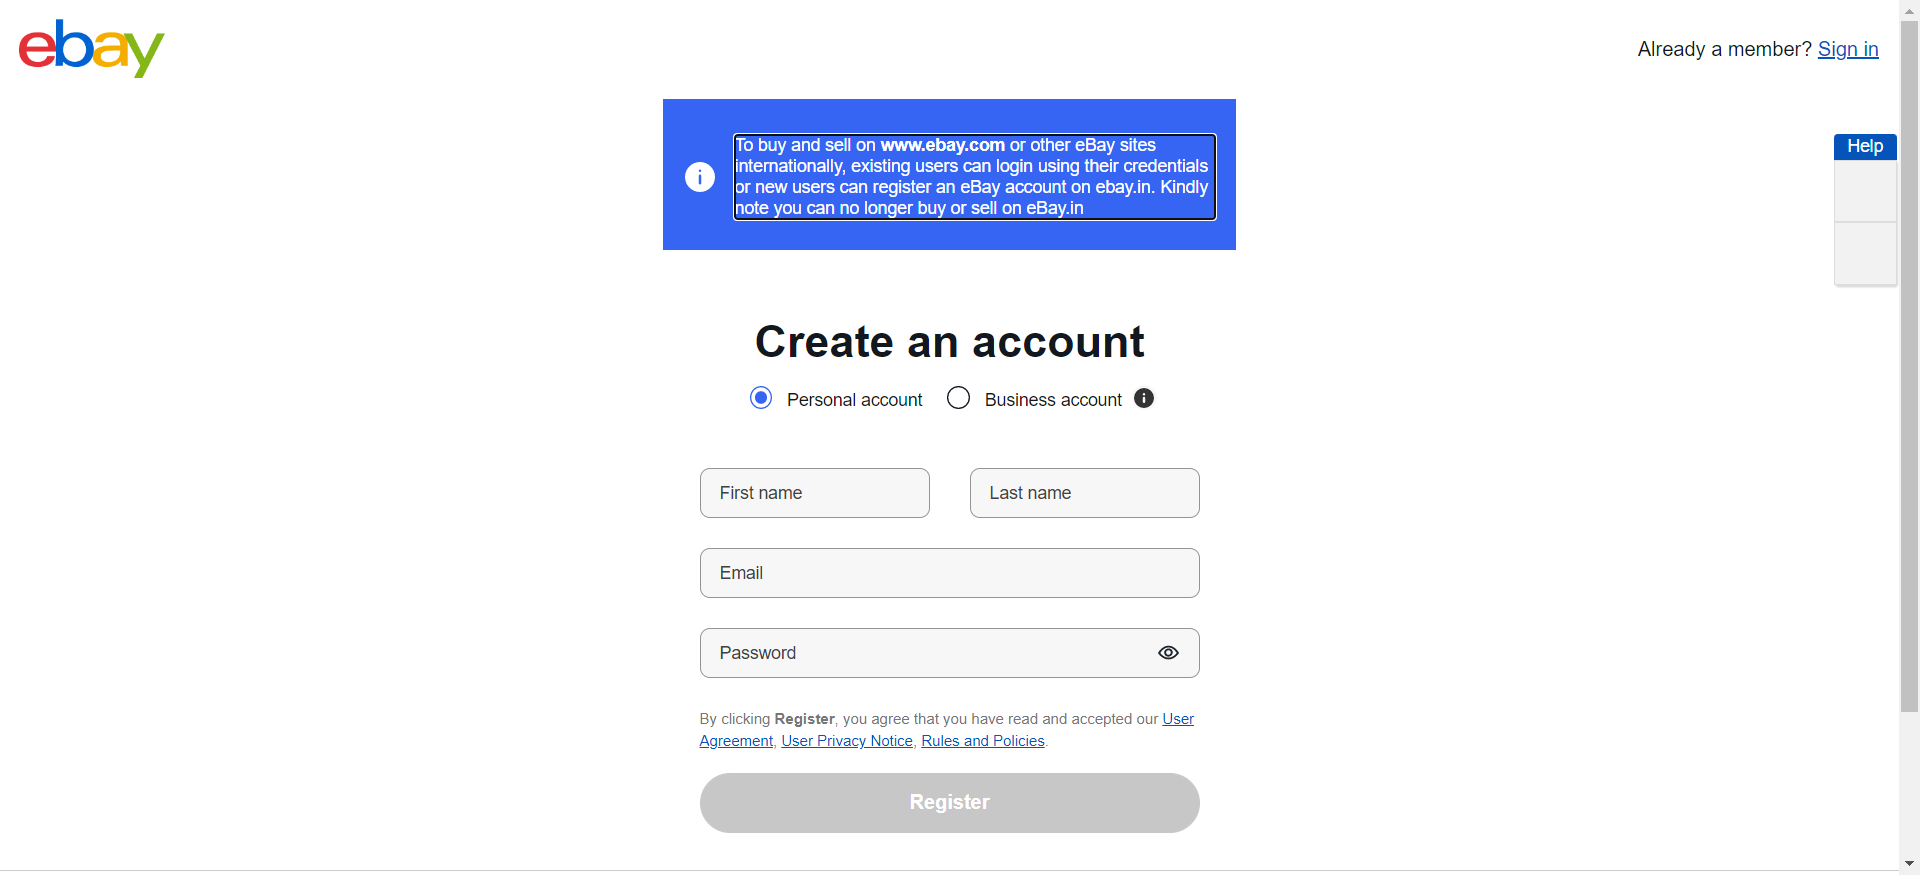 ebay
Already a member? Sign in
To buy and sell on www.ebay.com or other eBay sites
internationally, existing users can login using their credentials
or new users can register an eBay account on ebay.in. Kindly
note you can no longer buy or sell on eBay.in
Help
Create an account
Personal account Business account
First name Last name
Email
Password
By clicking Register, you agree that you have read and accepted our User
Agreement, User Privacy Notice, Rules and Policies.
Register